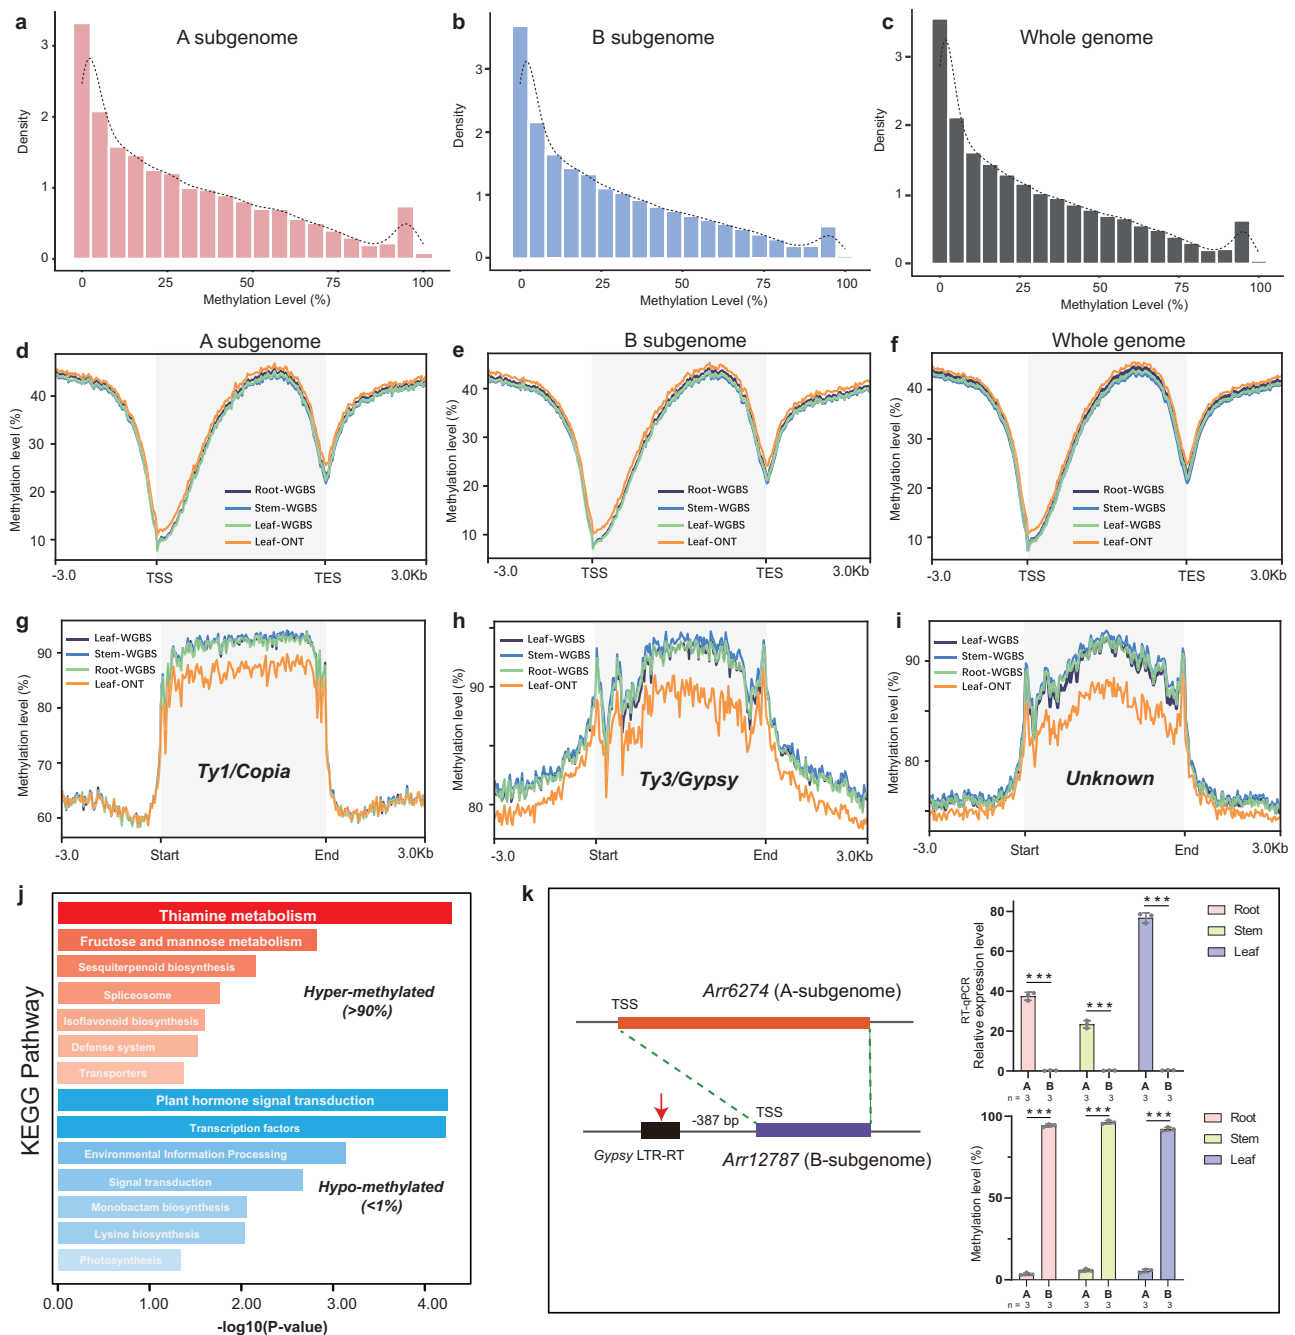 a
A subgenome
Density
3
2
1
0
0
25
50
75
100
Methylation Level (%)
b
B subgenome
Density
3
2
1
0
0
25
50
75
100
Methylation Level (%)
c
Whole genome
Density
3
2
1
0
0
25
50
75
100
Methylation Level (%)
d
A subgenome
Methylation level (%)
40
30
20
10
Root-WGBS
Stem-WGBS
Leaf-WGBS
Leaf-ONT
-3.0
TSS
TES
3.0Kb
e
B subgenome
Methylation level (%)
40
30
20
10
Root-WGBS
Stem-WGBS
Leaf-WGBS
Leaf-ONT
-3.0
TSS
TES
3.0Kb
f
Whole genome
Methylation level (%)
40
30
20
10
Root-WGBS
Stem-WGBS
Leaf-WGBS
Leaf-ONT
-3.0
TSS
TES
3.0Kb
g
Methylation level (%)
90
80
70
60
Leaf-WGBS
Stem-WGBS
Root-WGBS
Leaf-ONT
Ty1/Copia
-3.0
Start
End
3.0Kb
h
Methylation level (%)
90
80
Leaf-WGBS
Stem-WGBS
Root-WGBS
Leaf-ONT
Ty3/Gypsy
-3.0
Start
End
3.0Kb
i
Methylation level (%)
90
80
Leaf-WGBS
Stem-WGBS
Root-WGBS
Leaf-ONT
Unknown
-3.0
Start
End
3.0Kb
j
KEGG Pathway
Thiamine metabolism
Fructose and mannose metabolism
Sesquiterpenoid biosynthesis
Spliceosome
Isoflavonoid biosynthesis
Defense system
Transporters
Hyper-methylated
(>90%)
Plant hormone signal transduction
Transcription factors
Environmental Information Processing
Signal transduction
Monobactam biosynthesis
Lysine biosynthesis
Photosynthesis
Hypo-methylated
(<1%)
0.00
1.00
2.00
3.00
4.00
-log10(P-value)
k
TSS
Arr6274 (A-subgenome)
TSS
-387 bp
Gypsy LTR-RT
Arr12787 (B-subgenome)
RT-qPCR
Relative expression level
80
60
40
20
0
***
***
***
Root
Stem
Leaf
A B A B A B
n = 3 3 3 3 3 3
Methylation level (%)
100
50
0
***
***
***
Root
Stem
Leaf
A B A B A B
n = 3 3 3 3 3 3